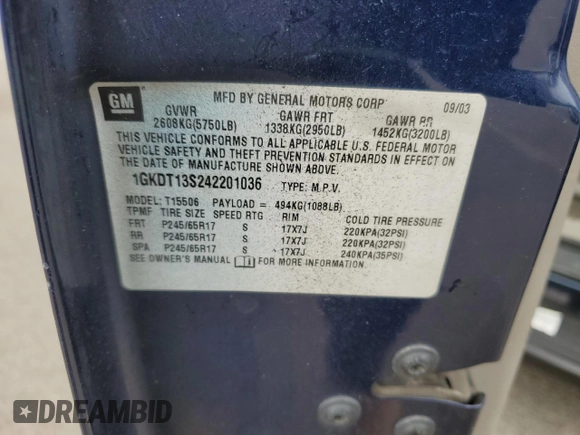 GM
MFD BY GENERAL MOTORS CORP 09/03
GVWR GAWR FRT GAWR RR
2608KG(5750LB) 1338KG(2950LB) 1452KG(3200LB)
THIS VEHICLE CONFORMS TO ALL APPLICABLE U.S. FEDERAL MOTOR
VEHICLE SAFETY AND THEFT PREVENTION STANDARDS IN EFFECT ON
THE DATE OF MANUFACTURE SHOWN ABOVE.
1GKDT13S242201036 TYPE: M.P.V.
MODEL: T15506 PAYLOAD = 494KG(1088LB)
TPMF TIRE SIZE SPEED RTG RIM COLD TIRE PRESSURE
FRT P245/65R17 S 17X7J 220KPA(32PSI)
RR P245/65R17 S 17X7J 220KPA(32PSI)
SPA P245/65R17 S 17X7J 240KPA(35PSI)
SEE OWNER'S MANUAL FOR MORE INFORMATION.
DREAMBID